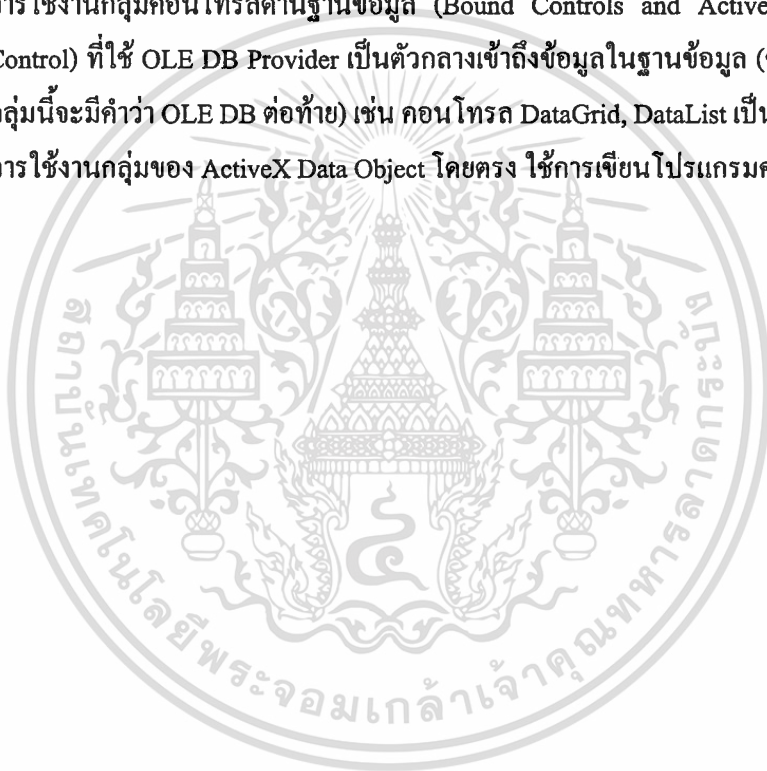 การใช้งานกลุ่มคอนโทรลด้านฐานข้อมูล (Bound Controls and Active
Control) ที่ใช้ OLE DB Provider เป็นตัวกลางเข้าถึงข้อมูลในฐานข้อมูล (
ลุ่มนี้จะมีคำว่า OLE DB ต่อท้าย) เช่น คอนโทรล DataGrid, DataList เป็น
การใช้งานกลุ่มของ ActiveX Data Object โดยตรง ใช้การเขียนโปรแกรม
สถาบันเทคโนโลยีพระจอมเกล้าเจ้าคุณทหารลาดกระบัง